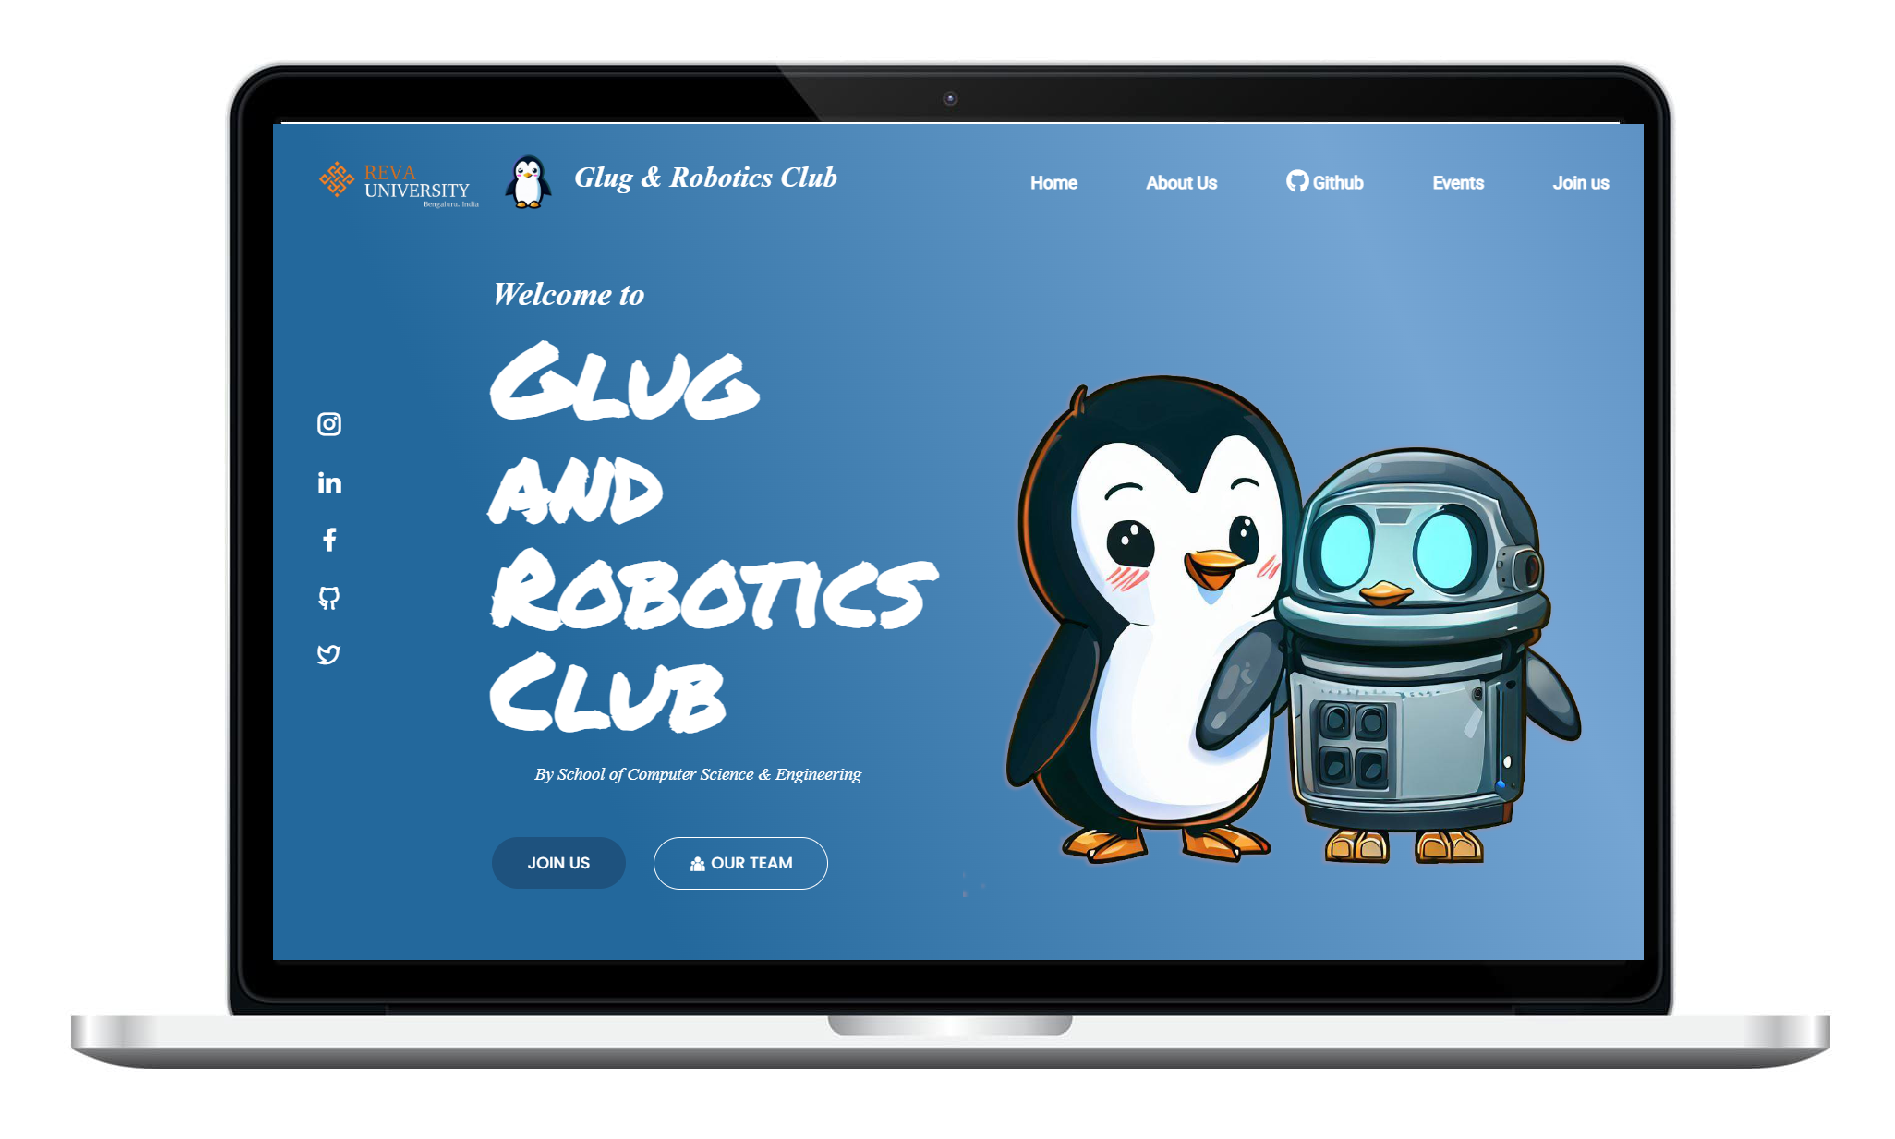 REVA
UNIVERSITY
Bengaluru, India
Glug & Robotics Club
Home
About Us
Github
Events
Join us
Welcome to
GLUG
AND
ROBOTICS
CLUB
By School of Computer Science & Engineering
JOIN US
OUR TEAM